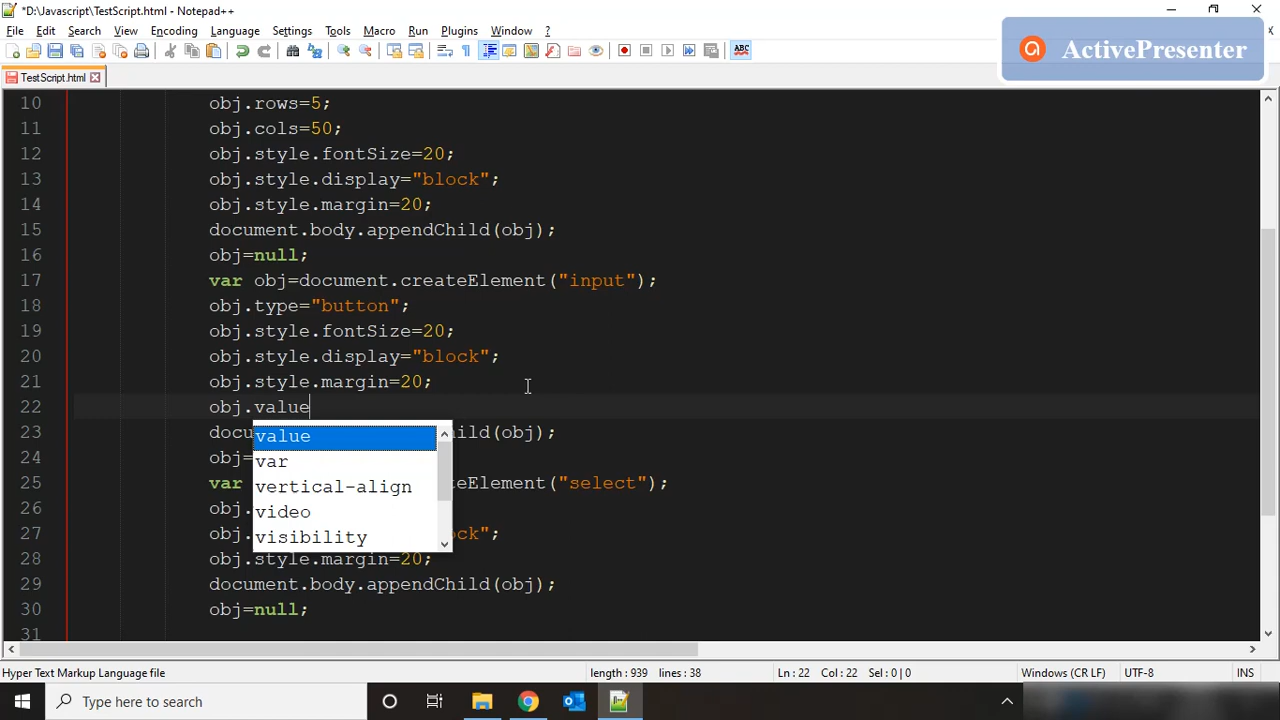 *D:\Javascript\TestScript.html - Notepad++
File Edit Search View Encoding Language Settings Tools Macro Run Plugins Window ?
ActivePresenter
ABC
TestScript.html
10 obj.rows=5;
11 obj.cols=50;
12 obj.style.fontSize=20;
13 obj.style.display="block";
14 obj.style.margin=20;
15 document.body.appendChild(obj);
16 obj=null;
17 var obj=document.createElement("input");
18 obj.type="button";
19 obj.style.fontSize=20;
20 obj.style.display="block";
21 obj.style.margin=20;
22 obj.value
23 docu hild(obj);
24 obj=
25 var eElement("select");
26 obj.
27 obj. ck";
28 obj.style.margin=20;
29 document.body.appendChild(obj);
30 obj=null;
31
value
var
vertical-align
video
visibility
Hyper Text Markup Language file length : 939 lines : 38 Ln : 22 Col : 22 Sel : 0 | 0 Windows (CR LF) UTF-8 INS
Type here to search